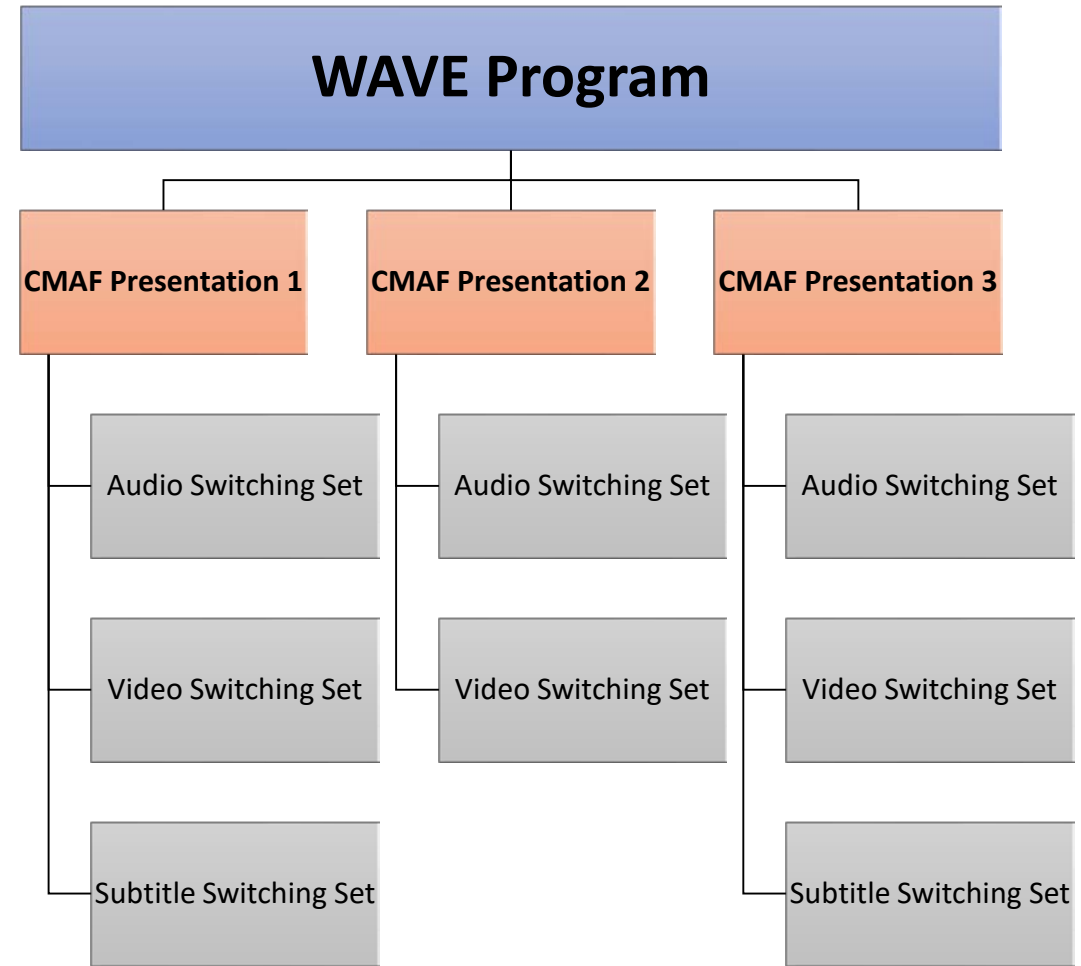 WAVE Program
CMAF Presentation 1
CMAF Presentation 2
CMAF Presentation 3
Audio Switching Set
Audio Switching Set
Audio Switching Set
Video Switching Set
Video Switching Set
Video Switching Set
Subtitle Switching Set
Subtitle Switching Set